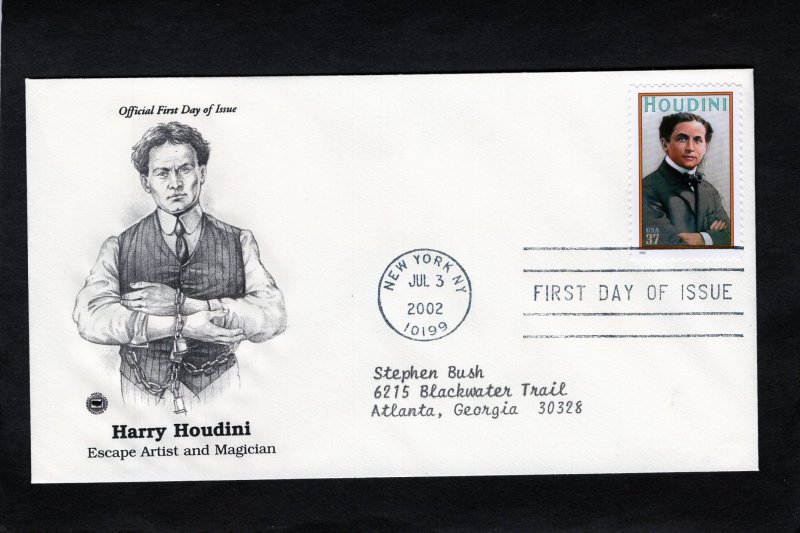 Official First Day of Issue
HOUDINI
USA
37
NEW YORK NY
JUL 3
2002
10199
FIRST DAY OF ISSUE
Stephen Bush
6215 Blackwater Trail
Atlanta, Georgia 30328
Harry Houdini
Escape Artist and Magician